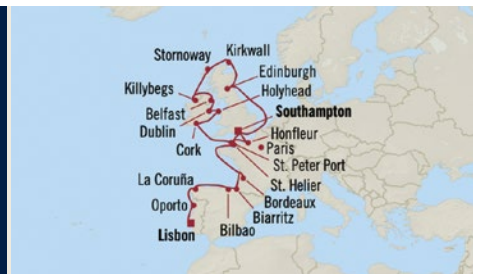 Stornoway
Kirkwall
Edinburgh
Killybegs
Holyhead
Belfast
Southampton
Dublin
Honfleur
Paris
Cork
St. Peter Port
La Coruña
St. Helier
Bordeaux
Oporto
Biarritz
Lisbon
Bilbao